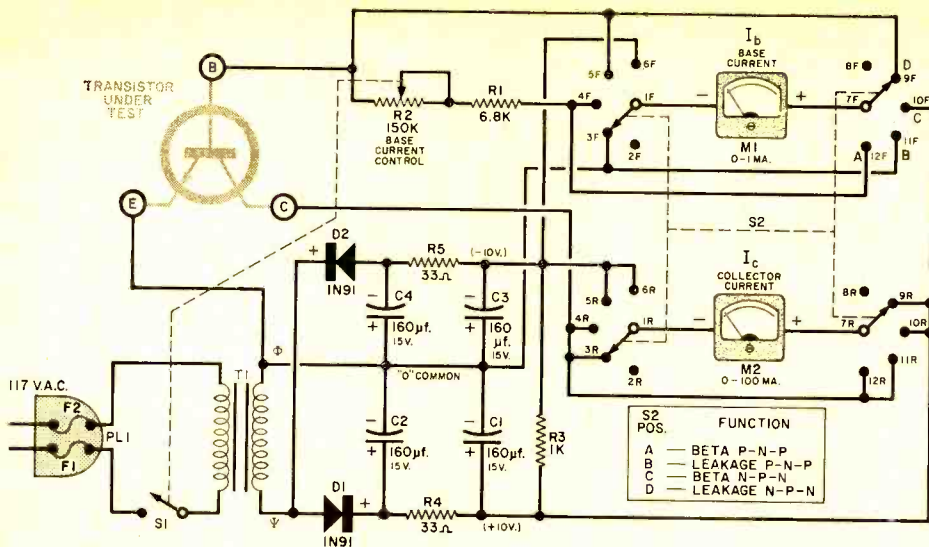 TRANSISTOR
UNDER
TEST
B
E
C
R2
150K
BASE
CURRENT
CONTROL
R1
6.8K
5F
6F
4F
1F
3F
2F
Ib
BASE
CURRENT
-
+
M1
0-1 MA.
8F
D
9F
7F
10F
C
11F
A
12F
B
S2
D2
+
1N91
R5
33Ω
(-10V.)
-
C4
+
160µf.
15V.
-
C3
+
160
µf.
15V.
Φ
"O" COMMON
5R
6R
4R
1R
3R
2R
Ic
COLLECTOR
CURRENT
-
+
M2
0-100 MA.
8R
9R
7R
10R
11R
12R
117 V.A.C.
F2
PL1
F1
S1
T1
Ψ
-
C2
+
160µf.
15V.
-
C1
+
160µf.
15V.
D1
+
1N91
R4
33Ω
(+10V.)
R3
1K
S2
POS.
FUNCTION
A — BETA P-N-P
B — LEAKAGE P-N-P
C — BETA N-P-N
D — LEAKAGE N-P-N